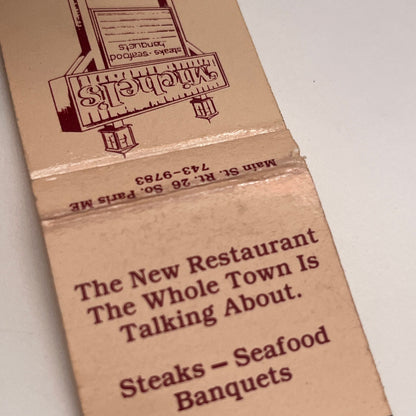 steaks·seafood
banquets
Michel's
Main St. Rt. 26 So. Paris ME
743-9783
The New Restaurant
The Whole Town Is
Talking About.
Steaks — Seafood
Banquets